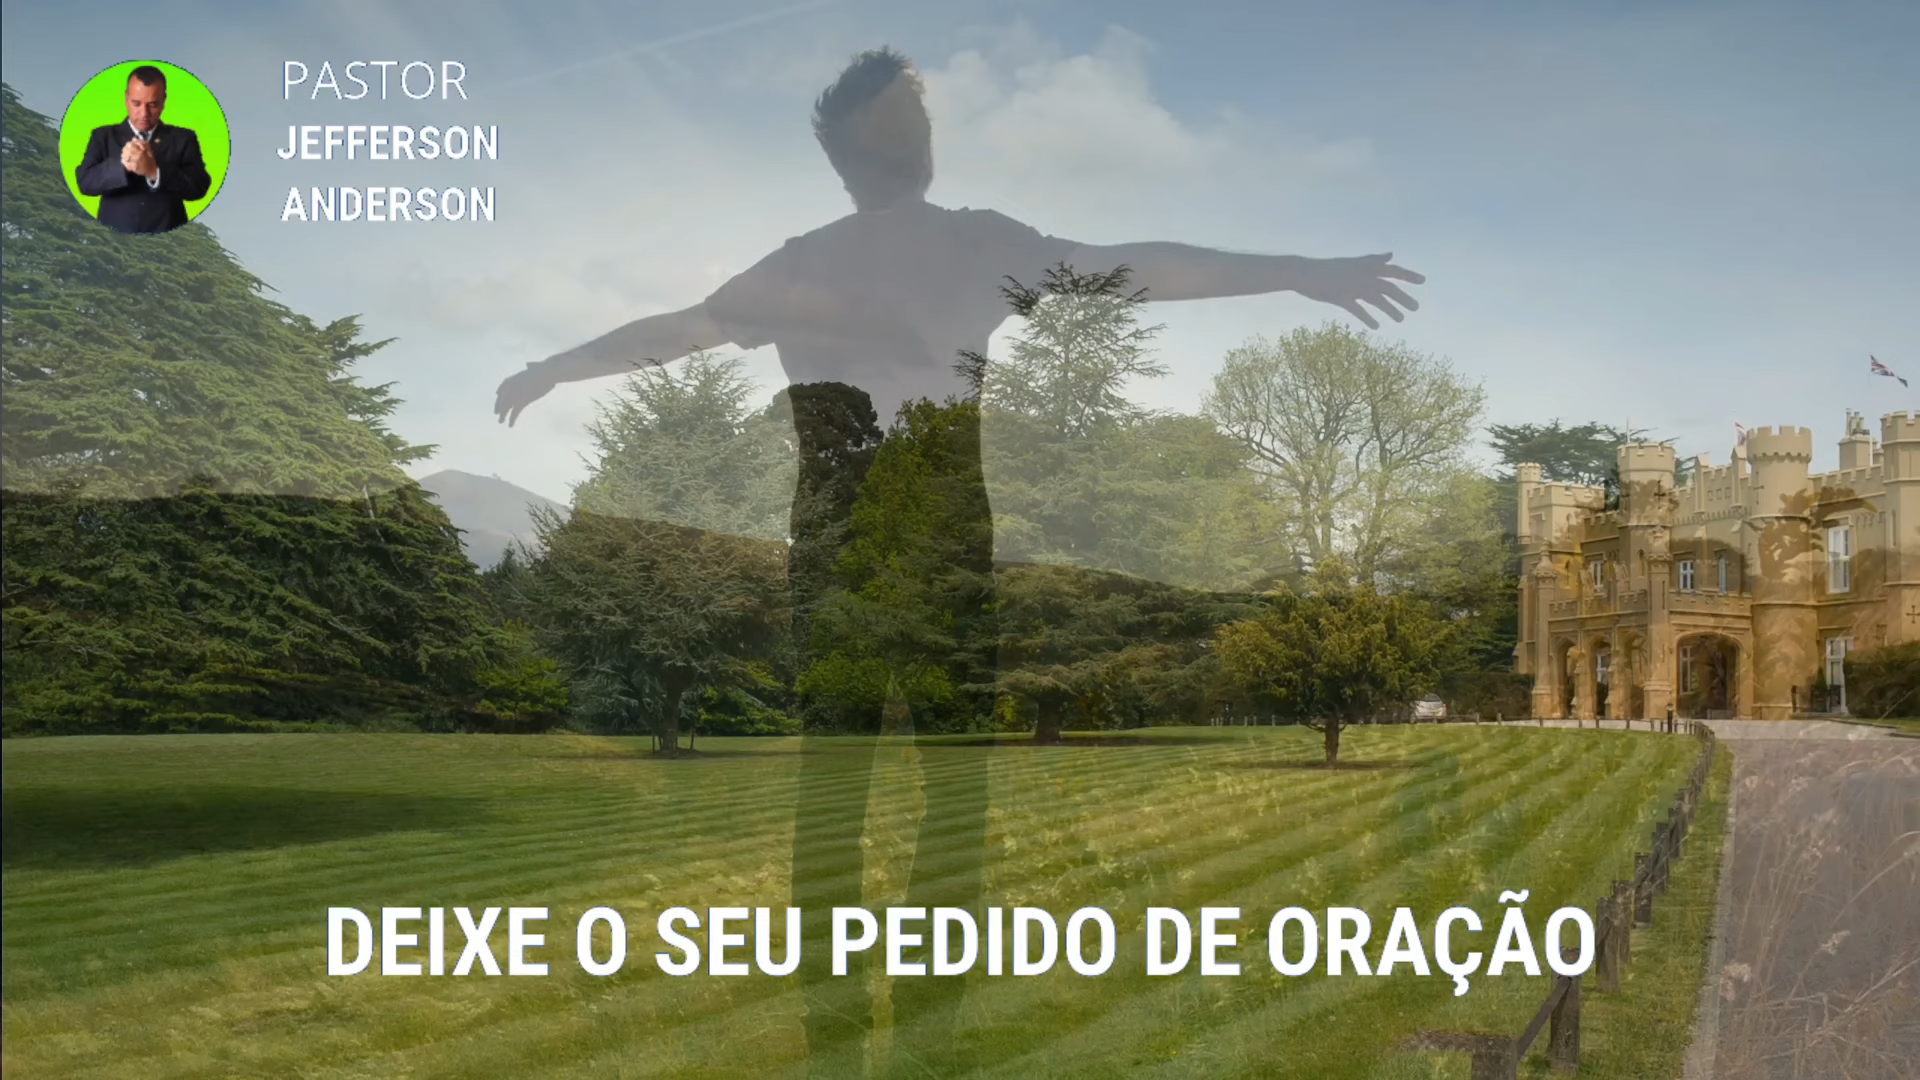 PASTOR
JEFFERSON
ANDERSON
DEIXE O SEU PEDIDO DE ORAÇÃO